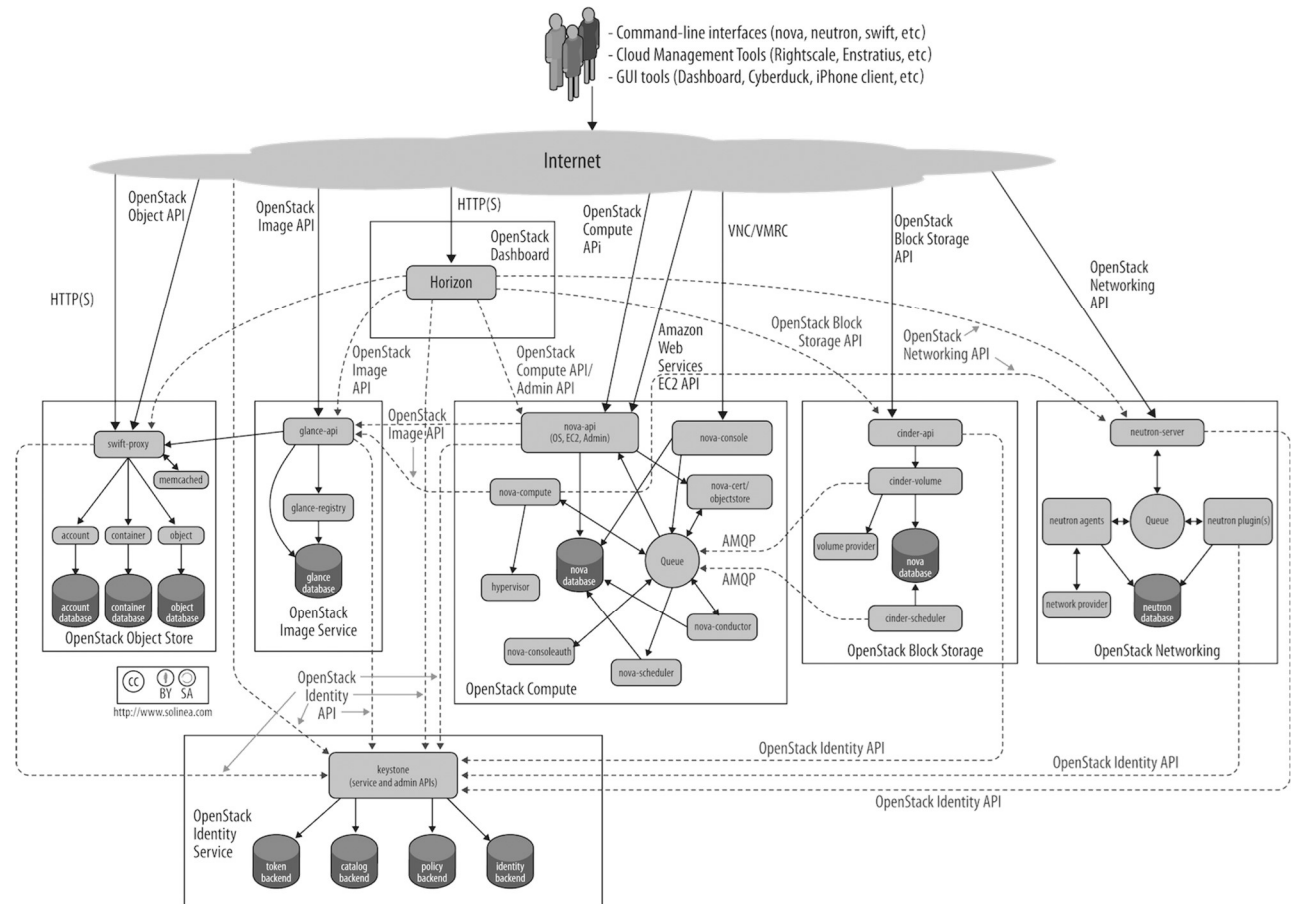 - Command-line interfaces (nova, neutron, swift, etc)
- Cloud Management Tools (Rightscale, Enstratius, etc)
- GUI tools (Dashboard, Cyberduck, iPhone client, etc)
Internet
OpenStack
Object API
OpenStack
Image API
HTTP(S)
OpenStack
Compute
APi
VNC/VMRC
OpenStack
Block Storage
API
OpenStack
Networking
API
HTTP(S)
OpenStack
Dashboard
Horizon
OpenStack
Image
API
OpenStack
Compute API/
Admin API
Amazon
Web
Services
EC2 API
OpenStack Block
Storage API
OpenStack
Networking API
OpenStack
Image API
swift-proxy
memcached
account
container
object
account
database
container
database
object
database
OpenStack Object Store
glance-api
glance-registry
glance
database
OpenStack
Image Service
nova-api
(OS, EC2, Admin)
nova-console
nova-compute
nova-cert/
objectstore
hypervisor
nova
database
Queue
nova-conductor
nova-consoleauth
nova-scheduler
OpenStack Compute
AMQP
AMQP
cinder-api
cinder-volume
volume provider
nova
database
cinder-scheduler
OpenStack Block Storage
neutron-server
neutron agents
Queue
neutron plugin(s)
network provider
neutron
database
OpenStack Networking
cc
BY SA
http://www.solinea.com
OpenStack
Identity
API
OpenStack Identity API
OpenStack Identity API
OpenStack Identity API
keystone
(service and admin APIs)
OpenStack
Identity
Service
token
backend
catalog
backend
policy
backend
identity
backend